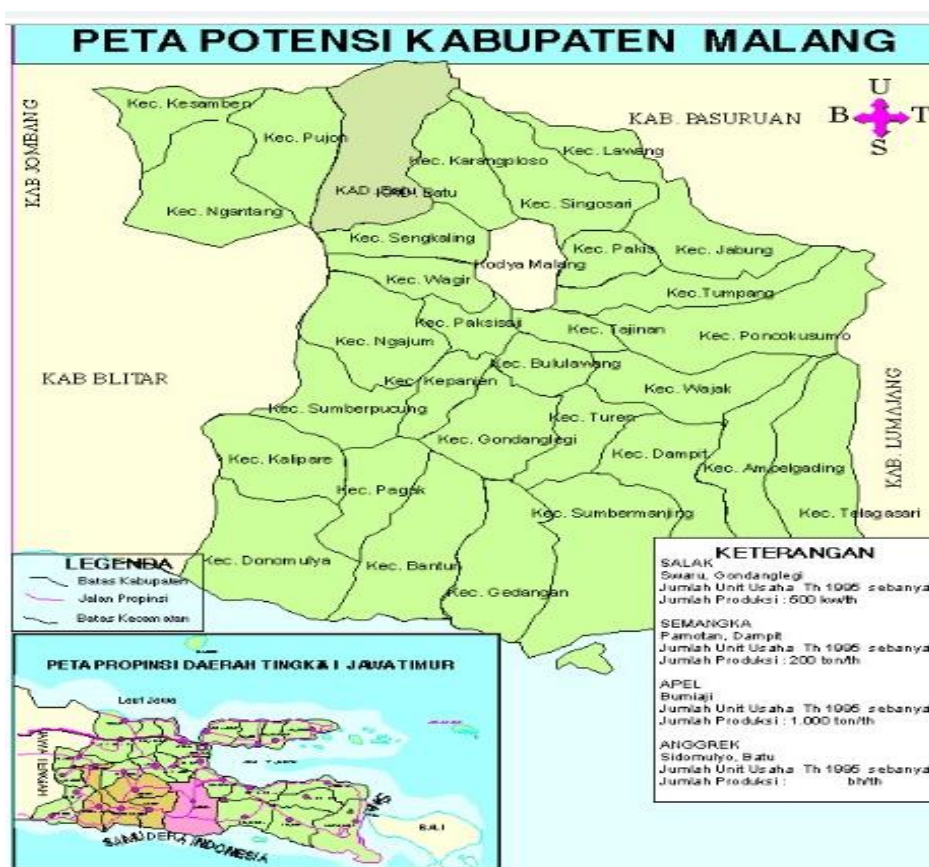 PETA POTENSI KABUPATEN MALANG
U
B T
S
KAB JOMBANG
KAB. PASURUAN
Kec. Kesamben
Kec. Pujon
Kec. Karangploso
Kec. Lawang
KAD. Batu
Kec. Ngantang
Kec. Singosari
Kec. Sengkaling
Kec. Pakis
Kec. Jabung
Kodya Malang
Kec. Wagir
Kec. Tumpang
Kec. Paksisaji
Kec. Tajinan
Kec. Poncokusumo
Kec. Ngajum
Kec. Bululawang
KAB BLITAR
Kec. Kepanjen
Kec. Wajak
Kec. Sumberpucung
Kec. Turen
KAB. LUMAJANG
Kec. Gondanglegi
Kec. Dampit
Kec. Kalipare
Kec. Ampelgading
Kec. Pagak
Kec. Sumbermanjing
Kec. Telagasari
Kec. Donomulya
Kec. Bantur
Kec. Gedangan
LEGENDA
Batas Kabupaten
Jalan Propinsi
Batas Kecamatan
KETERANGAN
SALAK
Swaru, Gondanglegi
Jumlah Unit Usaha Th 1995 sebanya
Jumlah Produksi : 500 kw/th
SEMANGKA
Pamotan, Dampit
Jumlah Unit Usaha Th 1995 sebanya
Jumlah Produksi : 200 ton/th
APEL
Bumiaji
Jumlah Unit Usaha Th 1995 sebanya
Jumlah Produksi : 1.000 ton/th
ANGGREK
Sidomulyo, Batu
Jumlah Unit Usaha Th 1995 sebanya
Jumlah Produksi : bh/th
PETA PROPINSI DAERAH TINGKAT I JAWA TIMUR
Laut Jawa
JAWA TENGAH
BALI
SAMUDERA INDONESIA